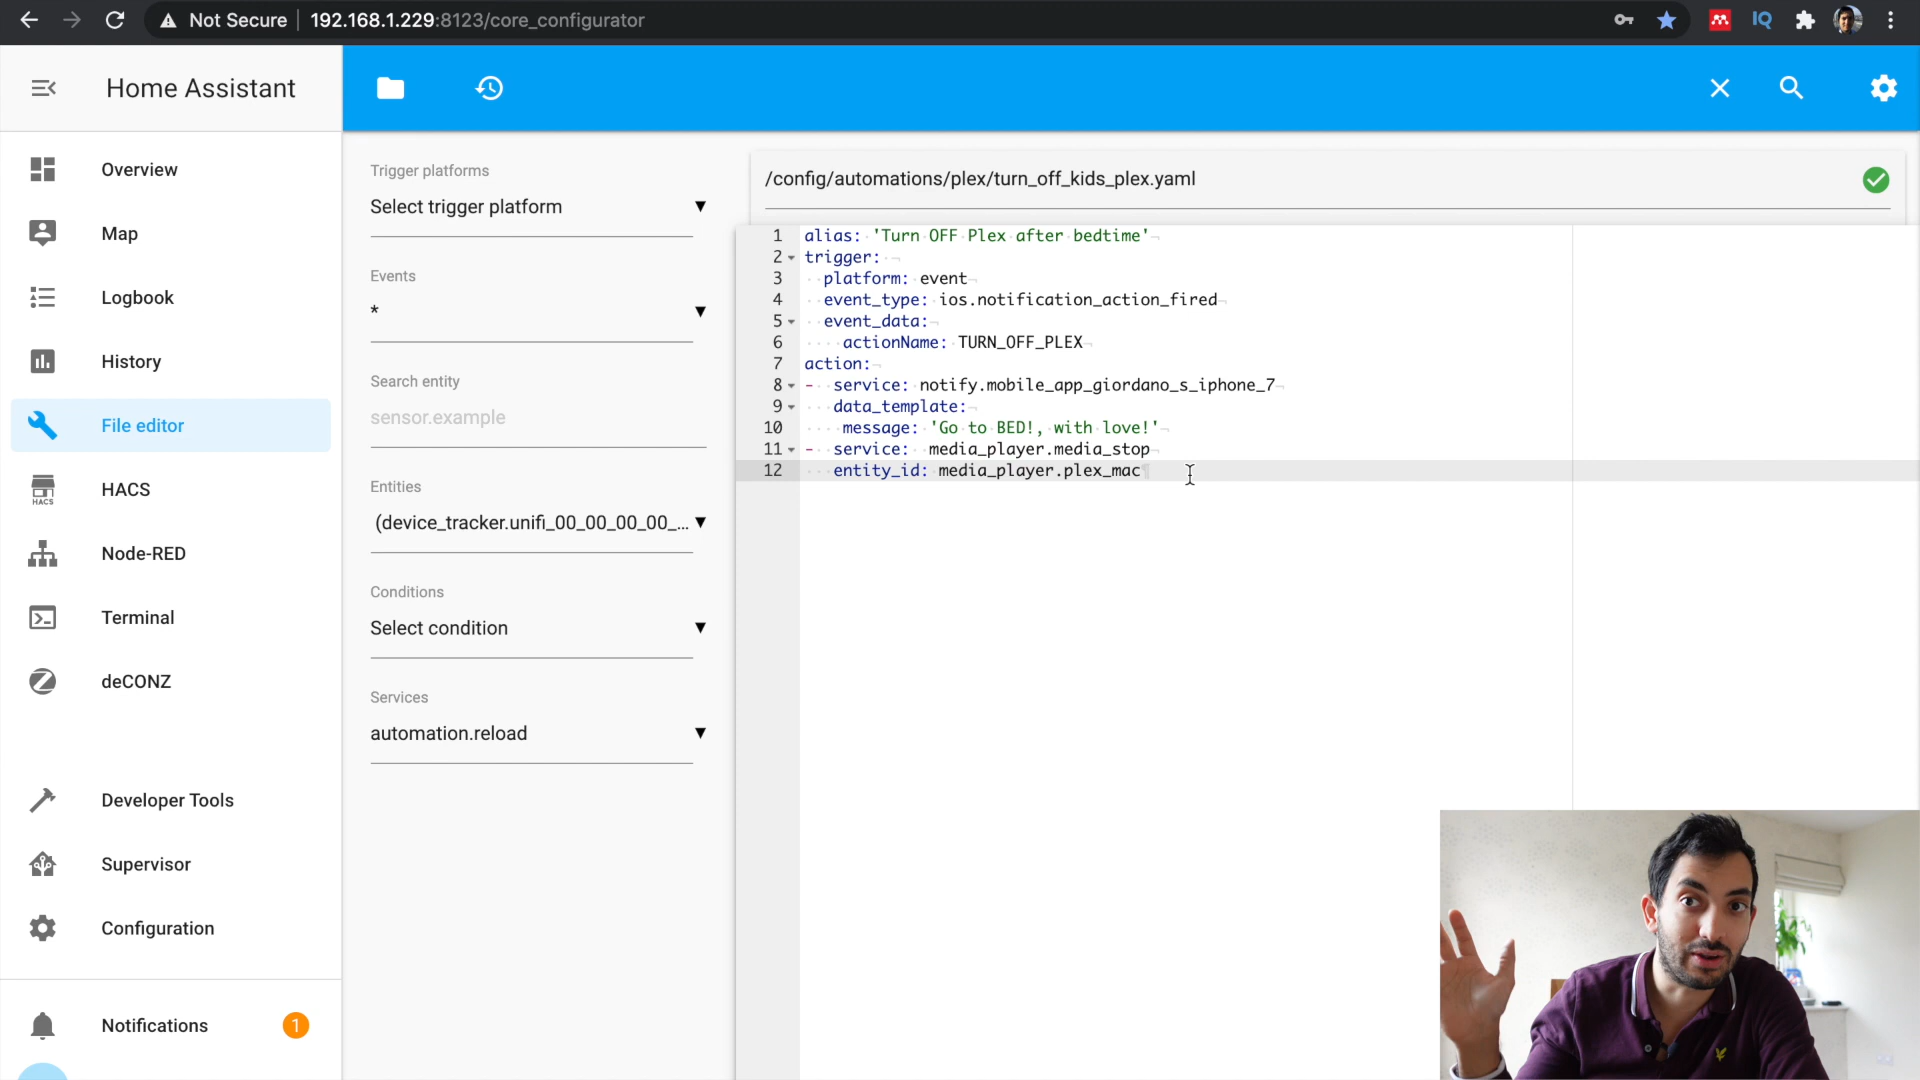 Not Secure | 192.168.1.229:8123/core_configurator
IQ
Home Assistant
Overview
Map
Logbook
History
File editor
HACS
HACS
Node-RED
Terminal
deCONZ
Developer Tools
Supervisor
Configuration
Notifications 1
Trigger platforms
Select trigger platform
Events
*
Search entity
sensor.example
Entities
(device_tracker.unifi_00_00_00_00_...
Conditions
Select condition
Services
automation.reload
/config/automations/plex/turn_off_kids_plex.yaml
1 alias: 'Turn OFF Plex after bedtime'
2 trigger:
3 platform: event
4 event_type: ios.notification_action_fired
5 event_data:
6 actionName: TURN_OFF_PLEX
7 action:
8 - service: notify.mobile_app_giordano_s_iphone_7
9 data_template:
10 message: 'Go to BED!, with love!'
11 - service: media_player.media_stop
12 entity_id: media_player.plex_mac